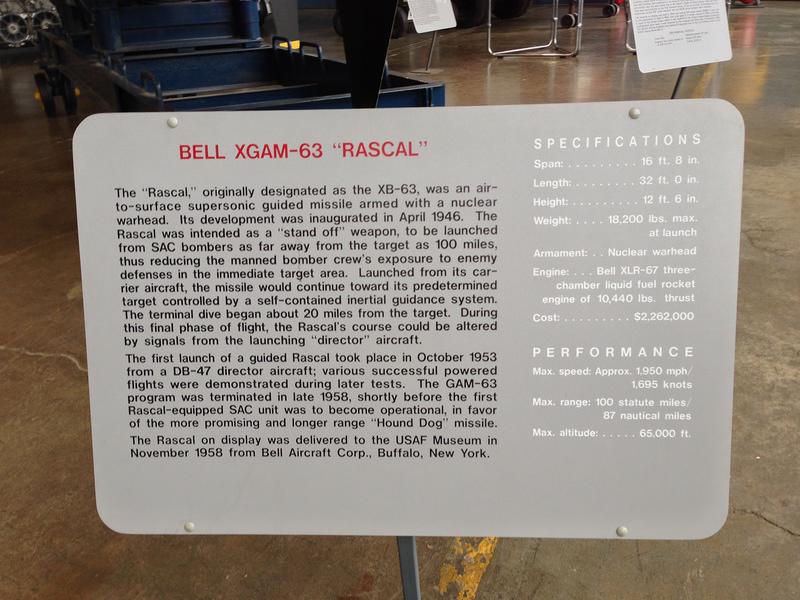 BELL XGAM-63 "RASCAL"
The "Rascal," originally designated as the XB-63, was an air-
to-surface supersonic guided missile armed with a nuclear
warhead. Its development was inaugurated in April 1946. The
Rascal was intended as a "stand off" weapon, to be launched
from SAC bombers as far away from the target as 100 miles,
thus reducing the manned bomber crew's exposure to enemy
defenses in the immediate target area. Launched from its car-
rier aircraft, the missile would continue toward its predetermined
target controlled by a self-contained inertial guidance system.
The terminal dive began about 20 miles from the target. During
this final phase of flight, the Rascal's course could be altered
by signals from the launching "director" aircraft.
The first launch of a guided Rascal took place in October 1953
from a DB-47 director aircraft; various successful powered
flights were demonstrated during later tests. The GAM-63
program was terminated in late 1958, shortly before the first
Rascal-equipped SAC unit was to become operational, in favor
of the more promising and longer range "Hound Dog" missile.
The Rascal on display was delivered to the USAF Museum in
November 1958 from Bell Aircraft Corp., Buffalo, New York.
SPECIFICATIONS
Span: . . . . . . . . . 16 ft. 8 in.
Length: . . . . . . . . 32 ft. 0 in.
Height: . . . . . . . . 12 ft. 6 in.
Weight: . . . . 18,200 lbs. max.
at launch
Armament: . . Nuclear warhead
Engine: . . . Bell XLR-67 three-
chamber liquid fuel rocket
engine of 10,440 lbs. thrust
Cost: . . . . . . . . . $2,262,000
PERFORMANCE
Max. speed: Approx. 1,950 mph/
1,695 knots
Max. range: 100 statute miles/
87 nautical miles
Max. altitude: . . . . . 65,000 ft.